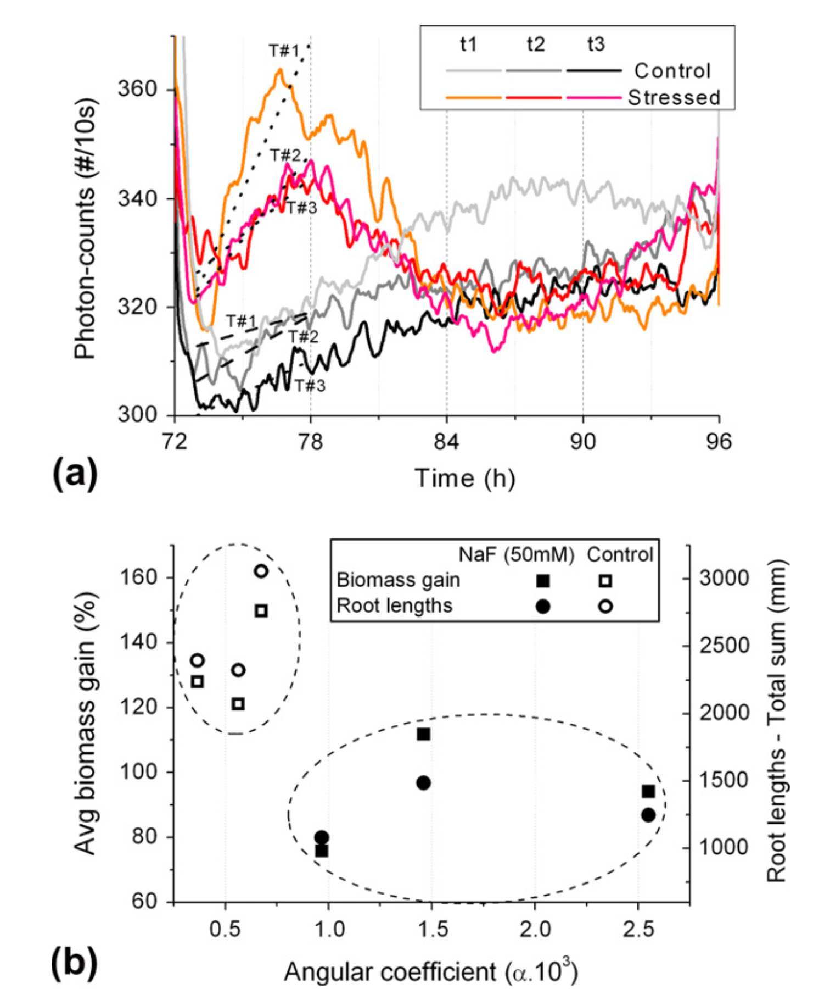 t1 t2 t3
Control
Stressed
Photon-counts (#/10s)
360
340
320
300
T#1
T#2
T#3
T#1
T#2
T#3
72 78 84 90 96
Time (h)
(a)
NaF (50mM) Control
Biomass gain
Root lengths
Avg biomass gain (%)
160
140
120
100
80
60
Root lengths - Total sum (mm)
3000
2500
2000
1500
1000
0.5 1.0 1.5 2.0 2.5
Angular coefficient (α.10³)
(b)